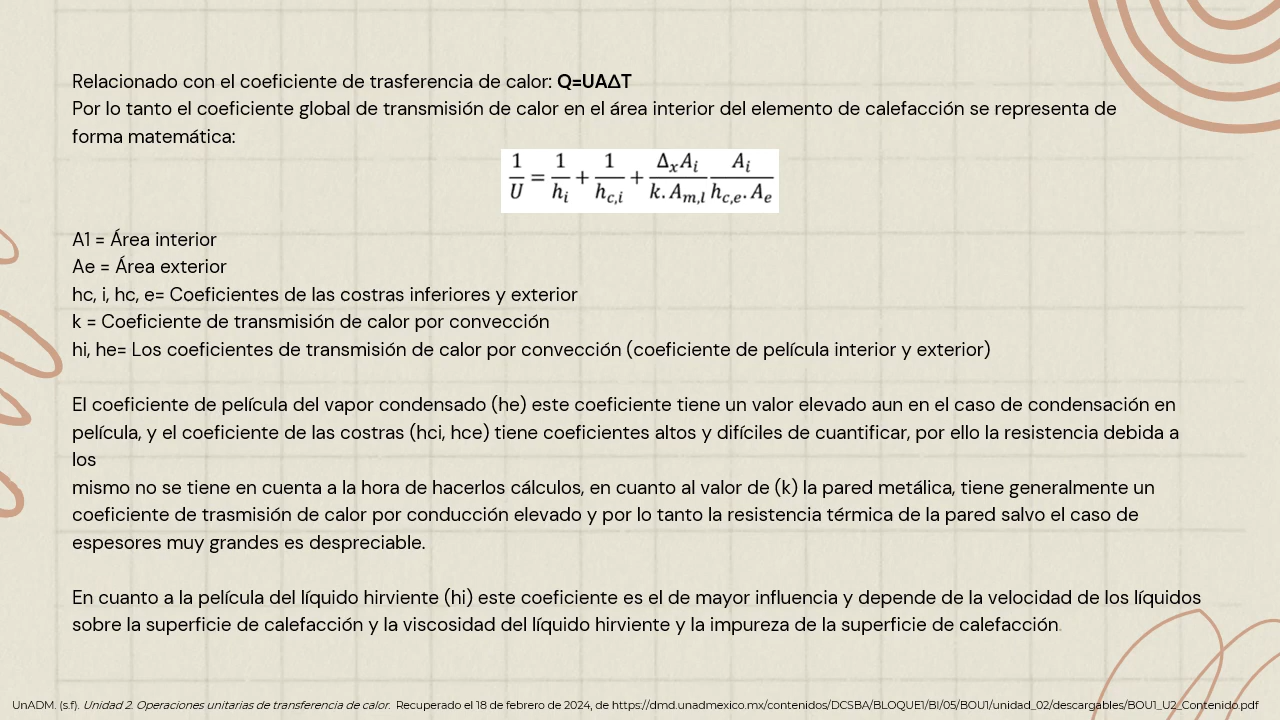 Relacionado con el coeficiente de trasferencia de calor: Q=UAΔT
Por lo tanto el coeficiente global de transmisión de calor en el área interior del elemento de calefacción se representa de
forma matemática:
1/U = 1/h_i + 1/h_{c,i} + Δ_x A_i/k. A_{m,l} A_i/h_{c,e}. A_e
A1 = Área interior
Ae = Área exterior
hc, i, hc, e= Coeficientes de las costras inferiores y exterior
k = Coeficiente de transmisión de calor por convección
hi, he= Los coeficientes de transmisión de calor por convección (coeficiente de película interior y exterior)
El coeficiente de película del vapor condensado (he) este coeficiente tiene un valor elevado aun en el caso de condensación en
película, y el coeficiente de las costras (hci, hce) tiene coeficientes altos y difíciles de cuantificar, por ello la resistencia debida a
los
mismo no se tiene en cuenta a la hora de hacerlos cálculos, en cuanto al valor de (k) la pared metálica, tiene generalmente un
coeficiente de trasmisión de calor por conducción elevado y por lo tanto la resistencia térmica de la pared salvo el caso de
espesores muy grandes es despreciable.
En cuanto a la película del líquido hirviente (hi) este coeficiente es el de mayor influencia y depende de la velocidad de los líquidos
sobre la superficie de calefacción y la viscosidad del líquido hirviente y la impureza de la superficie de calefacción.
UnADM. (s.f). Unidad 2. Operaciones unitarias de transferencia de calor. Recuperado el 18 de febrero de 2024, de https://dmd.unadmexico.mx/contenidos/DCSBA/BLOQUE1/BI/05/BOU1/unidad_02/descargables/BOU1_U2_Contenido.pdf